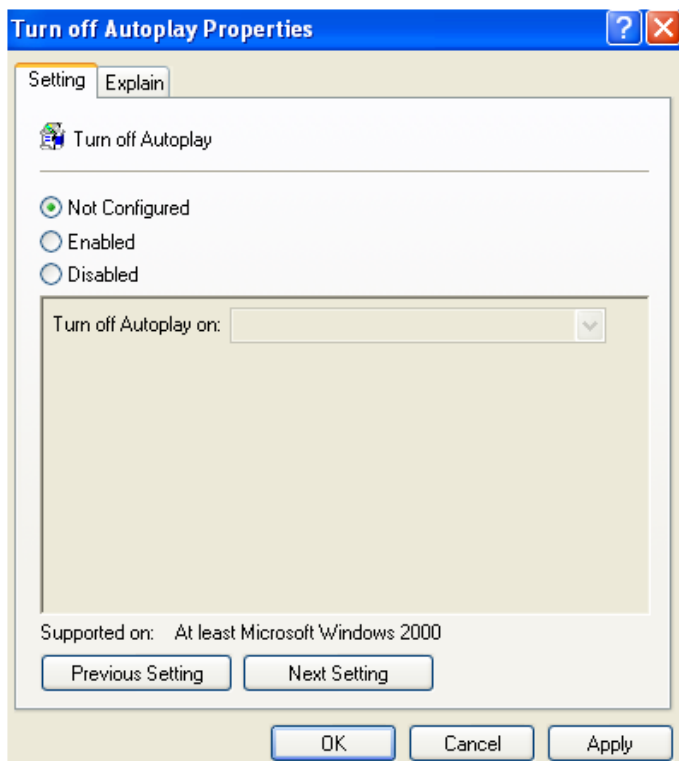 Turn off Autoplay Properties
Setting Explain
Turn off Autoplay
Not Configured
Enabled
Disabled
Turn off Autoplay on:
Supported on: At least Microsoft Windows 2000
Previous Setting Next Setting
OK Cancel Apply